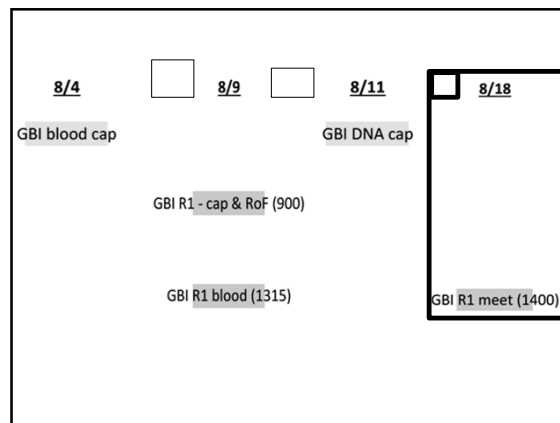 8/4 8/9 8/11 8/18
GBI blood cap GBI DNA cap
GBI R1 - cap & RoF (900)
GBI R1 blood (1315) GBI R1 meet (1400)